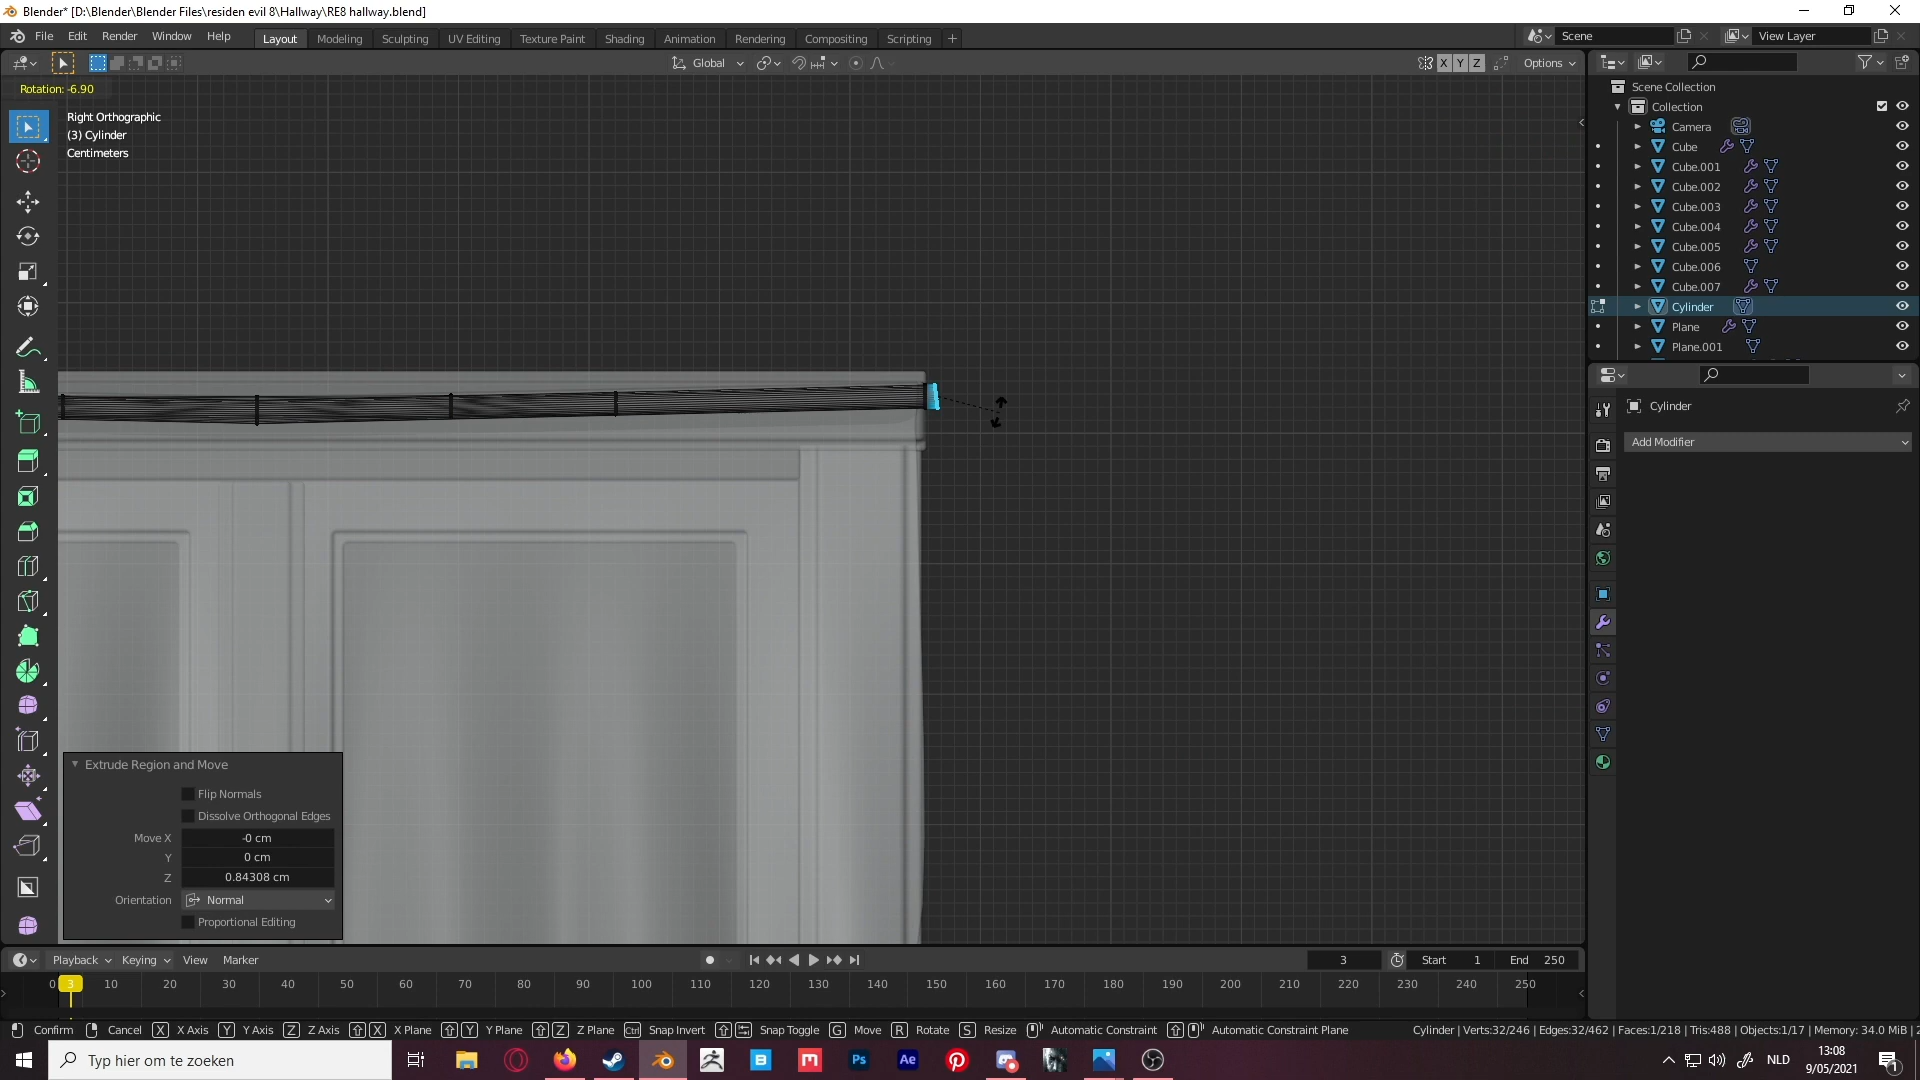 Blender* [D:\Blender\Blender Files\residen evil 8\Hallway\RE8 hallway.blend]
File Edit Render Window Help Layout Modeling Sculpting UV Editing Texture Paint Shading Animation Rendering Compositing Scripting + Scene View Layer
Global X Y Z Options
Rotation: -6.90
Right Orthographic
(3) Cylinder
Centimeters
Scene Collection
Collection
Camera
Cube
Cube.001
Cube.002
Cube.003
Cube.004
Cube.005
Cube.006
Cube.007
Cylinder
Plane
Plane.001
Cylinder
Add Modifier
Extrude Region and Move
Flip Normals
Dissolve Orthogonal Edges
Move X -0 cm
Y 0 cm
Z 0.84308 cm
Orientation Normal
Proportional Editing
Playback Keying View Marker 3 Start 1 End 250
0 3 10 20 30 40 50 60 70 80 90 100 110 120 130 140 150 160 170 180 190 200 210 220 230 240 250
Confirm Cancel X X Axis Y Y Axis Z Z Axis X X Plane Y Y Plane Z Z Plane Ctrl Snap Invert Snap Toggle G Move R Rotate S Resize Automatic Constraint Automatic Constraint Plane Cylinder | Verts:32/246 | Edges:32/462 | Faces:1/218 | Tris:488 | Objects:1/17 | Memory: 34.0 MiB | 2
Typ hier om te zoeken Ps Ae NLD 13:08
9/05/2021 1